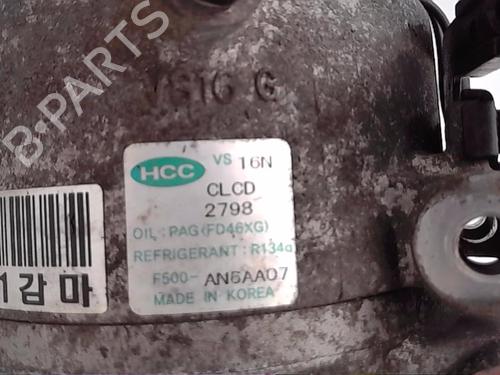 B-PARTS
VS16 G
HCC VS 16N
CLCD
2798
OIL : PAG (FD46XG)
REFRIGERANT : R134a
F500- AN6AA07
MADE IN KOREA
1감마